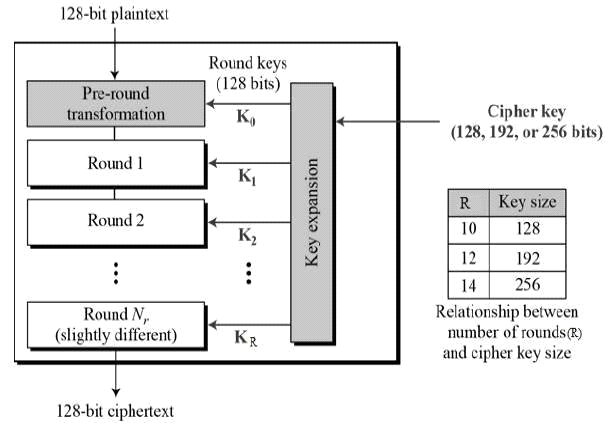 128-bit plaintext
Round keys
(128 bits)
Pre-round
transformation
K0
Cipher key
(128, 192, or 256 bits)
Round 1
K1
Round 2
K2
Key expansion
Round Nr
(slightly different)
KR
128-bit ciphertext
R Key size
10 128
12 192
14 256
Relationship between
number of rounds(R)
and cipher key size